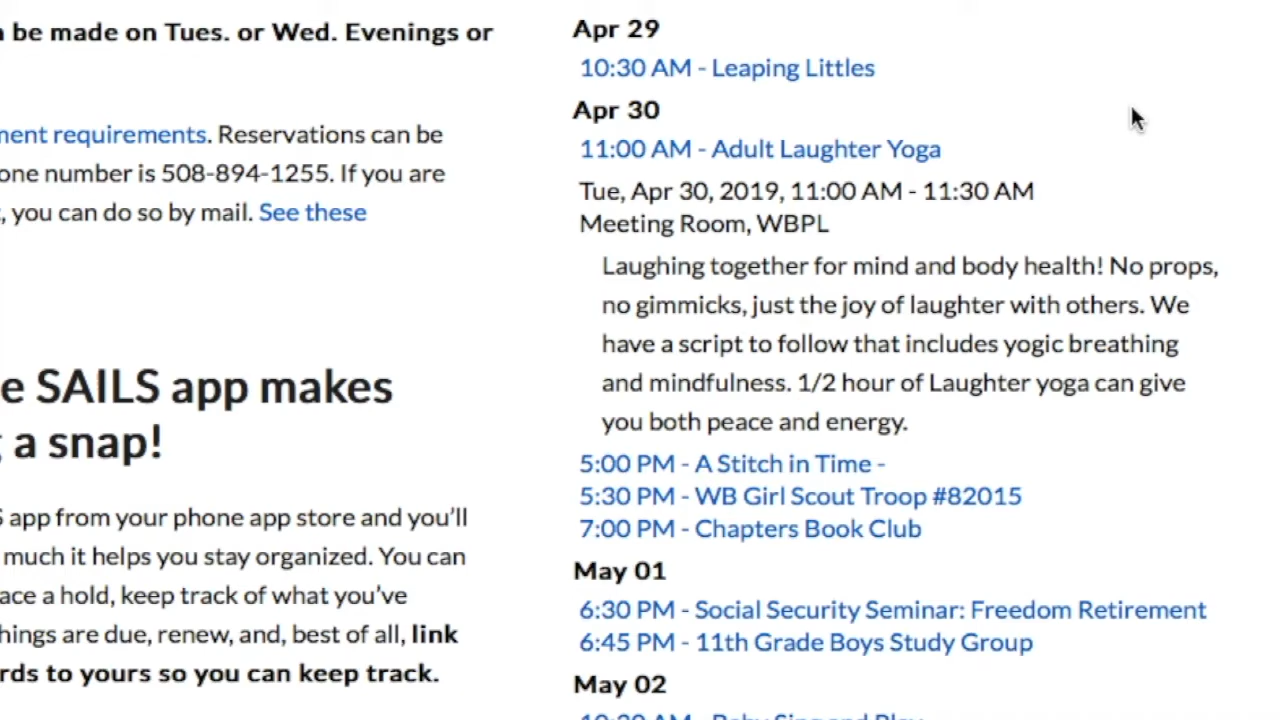 n be made on Tues. or Wed. Evenings or
ment requirements. Reservations can be
one number is 508-894-1255. If you are
, you can do so by mail. See these
e SAILS app makes
a snap!
S app from your phone app store and you'll
much it helps you stay organized. You can
ace a hold, keep track of what you've
hings are due, renew, and, best of all, link
rds to yours so you can keep track.
Apr 29
10:30 AM - Leaping Littles
Apr 30
11:00 AM - Adult Laughter Yoga
Tue, Apr 30, 2019, 11:00 AM - 11:30 AM
Meeting Room, WBPL
Laughing together for mind and body health! No props,
no gimmicks, just the joy of laughter with others. We
have a script to follow that includes yogic breathing
and mindfulness. 1/2 hour of Laughter yoga can give
you both peace and energy.
5:00 PM - A Stitch in Time -
5:30 PM - WB Girl Scout Troop #82015
7:00 PM - Chapters Book Club
May 01
6:30 PM - Social Security Seminar: Freedom Retirement
6:45 PM - 11th Grade Boys Study Group
May 02
10:30 AM - Baby Sing and Play